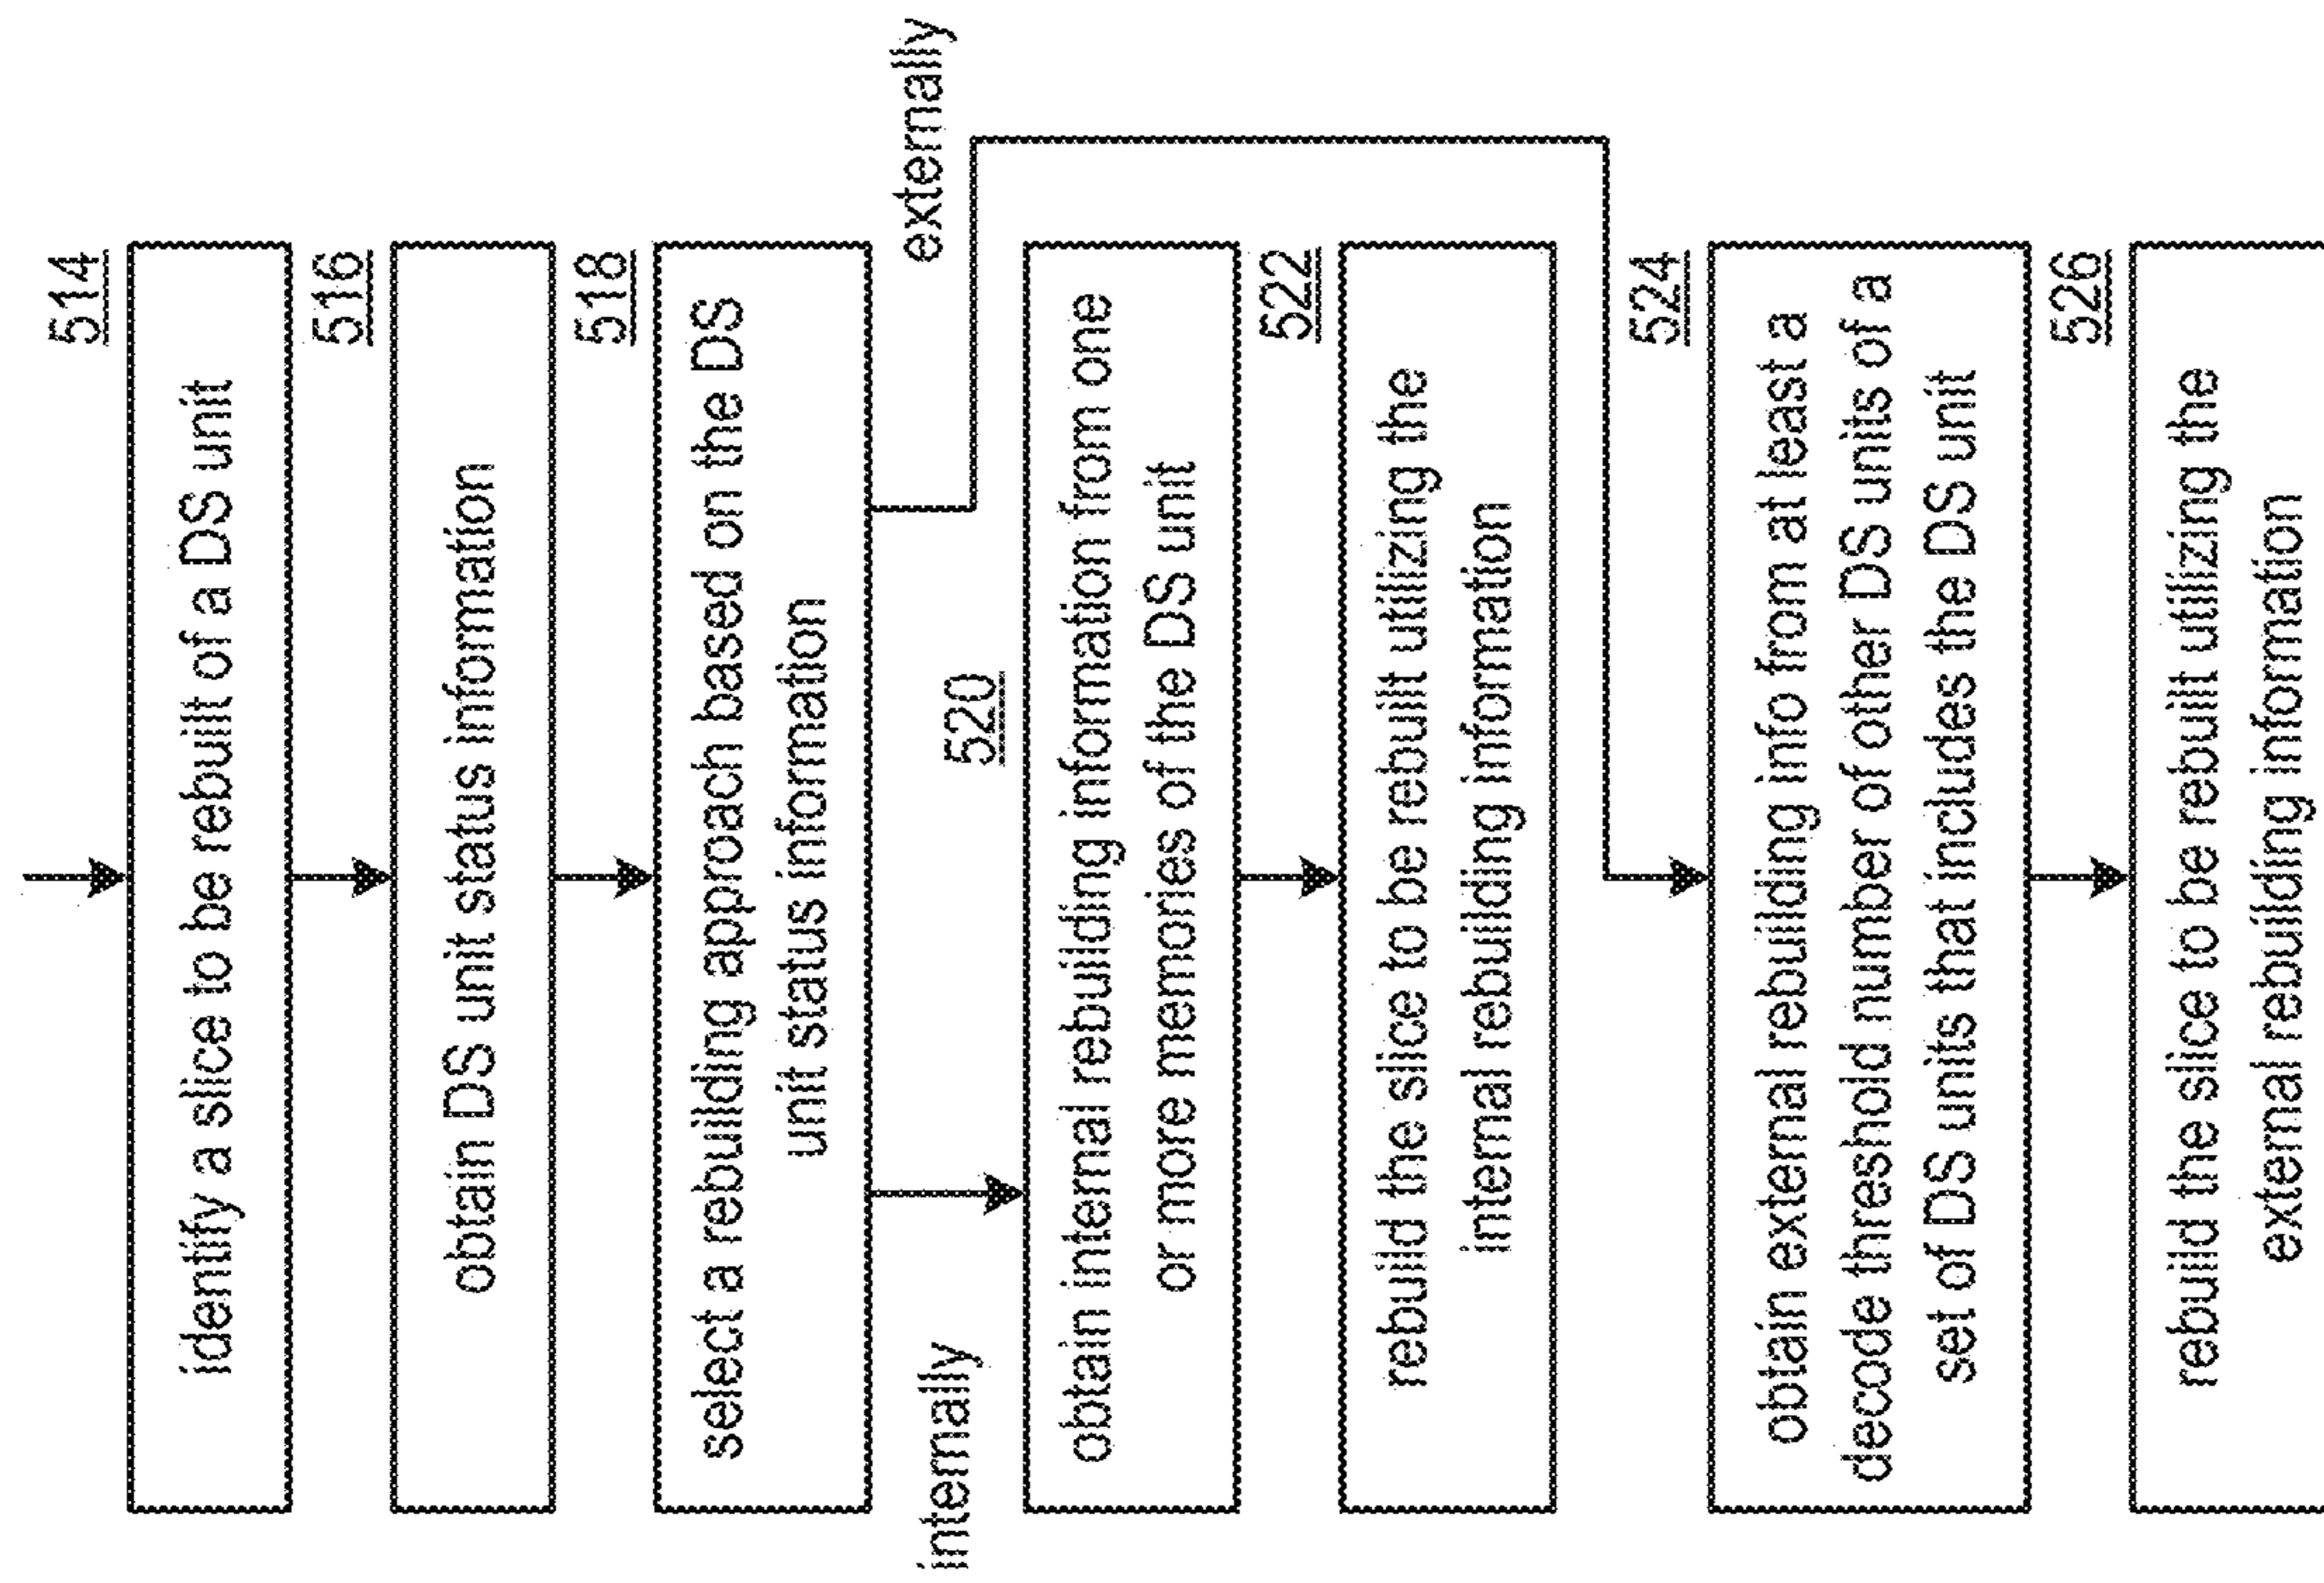 514
identify a slice to be rebuilt of a DS unit
516
obtain DS unit status information
518
select a rebuilding approach based on the DS
unit status information
internally
externally
520
obtain internal rebuilding information from one
or more memories of the DS unit
522
rebuild the slice to be rebuilt utilizing the
internal rebuilding information
524
obtain external rebuilding info from at least a
decode threshold number of other DS units of a
set of DS units that includes the DS unit
526
rebuild the slice to be rebuilt utilizing the
external rebuilding information